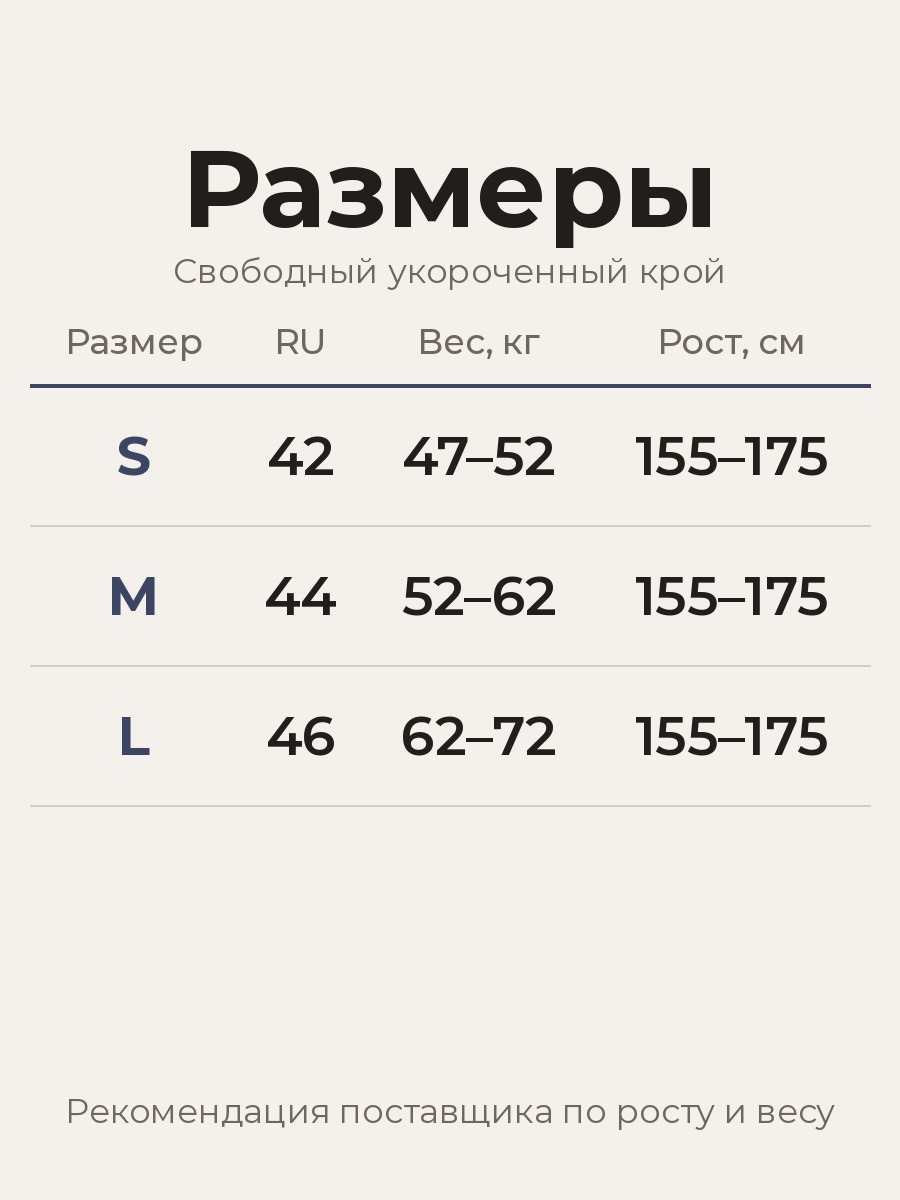 Размеры
Свободный укороченный крой
Размер RU Вес, кг Рост, см
S 42 47–52 155–175
M 44 52–62 155–175
L 46 62–72 155–175
Рекомендация поставщика по росту и весу